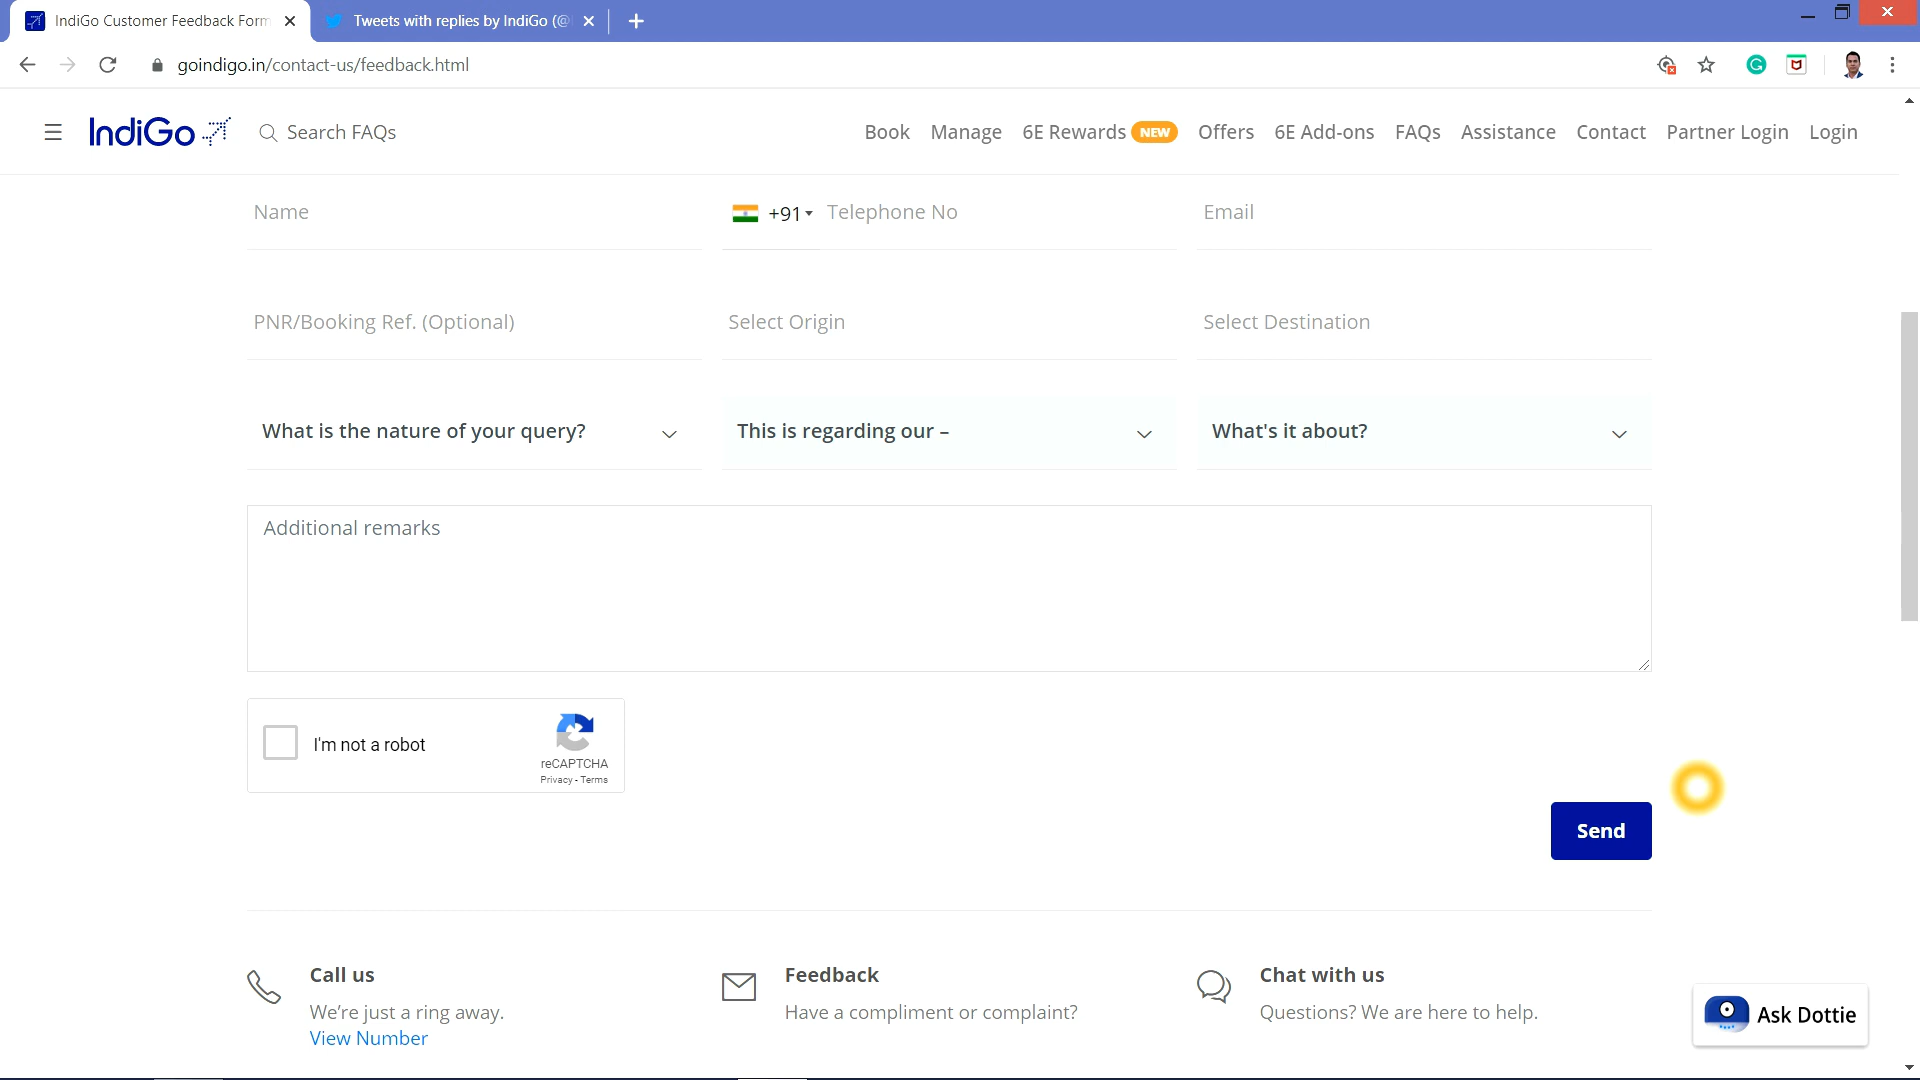 IndiGo Customer Feedback Form
Tweets with replies by IndiGo (@
goindigo.in/contact-us/feedback.html
IndiGo
Search FAQs
Book Manage 6E Rewards NEW Offers 6E Add-ons FAQs Assistance Contact Partner Login Login
Name +91 Telephone No Email
PNR/Booking Ref. (Optional) Select Origin Select Destination
What is the nature of your query? This is regarding our – What's it about?
Additional remarks
I'm not a robot
reCAPTCHA
Privacy - Terms
Send
Call us Feedback Chat with us
We’re just a ring away. Have a compliment or complaint? Questions? We are here to help.
View Number
Ask Dottie